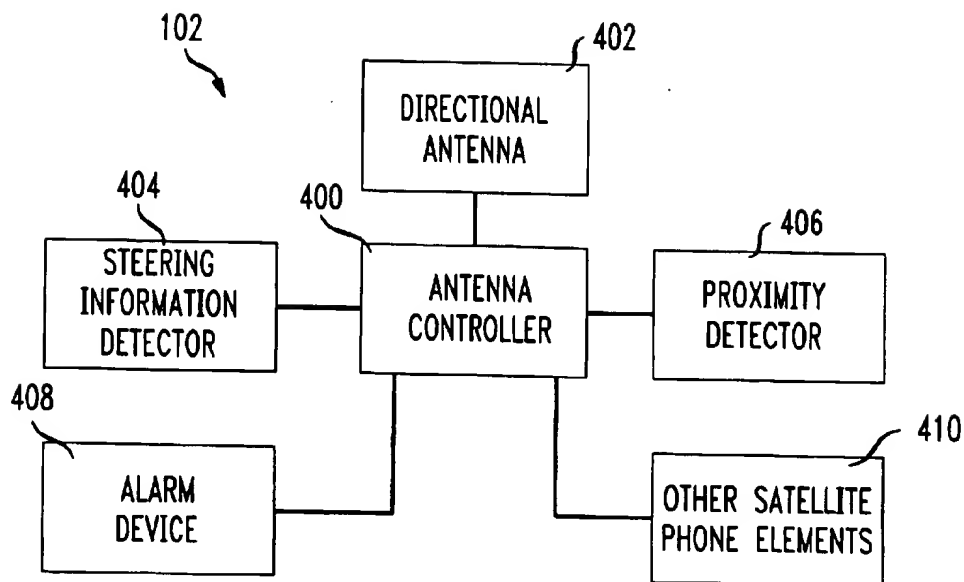 102
402
DIRECTIONAL
ANTENNA
404
400
406
STEERING
INFORMATION
DETECTOR
ANTENNA
CONTROLLER
PROXIMITY
DETECTOR
408
410
ALARM
DEVICE
OTHER SATELLITE
PHONE ELEMENTS